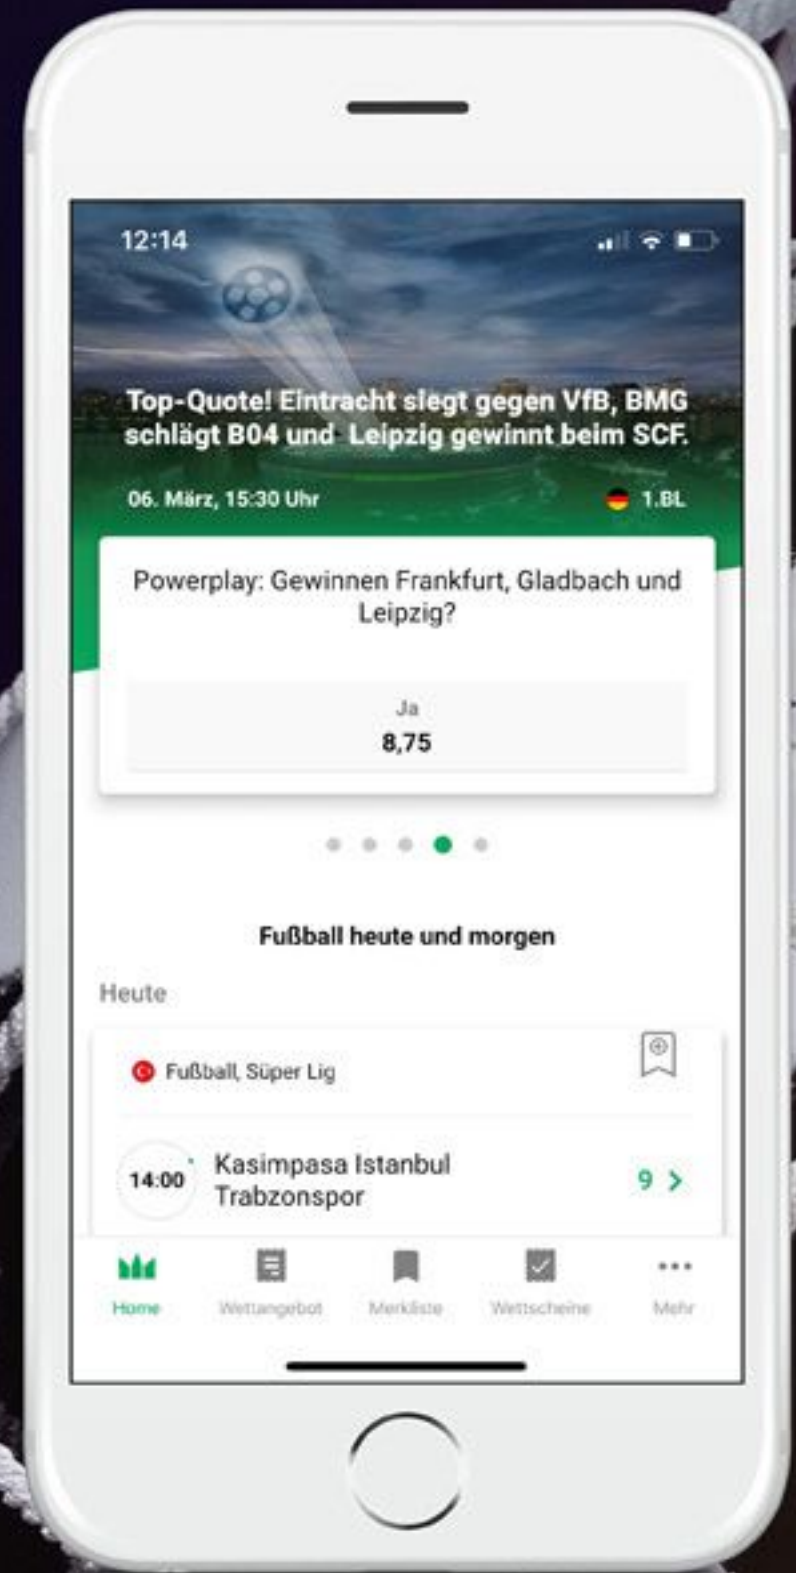 12:14
Top-Quote! Eintracht siegt gegen VfB, BMG
schlägt B04 und Leipzig gewinnt beim SCF.
06. März, 15:30 Uhr
1.BL
Powerplay: Gewinnen Frankfurt, Gladbach und
Leipzig?
Ja
8,75
Fußball heute und morgen
Heute
Fußball, Süper Lig
14:00
Kasimpasa Istanbul
Trabzonspor
9
Home
Wettangebot
Merkliste
Wettscheine
Mehr